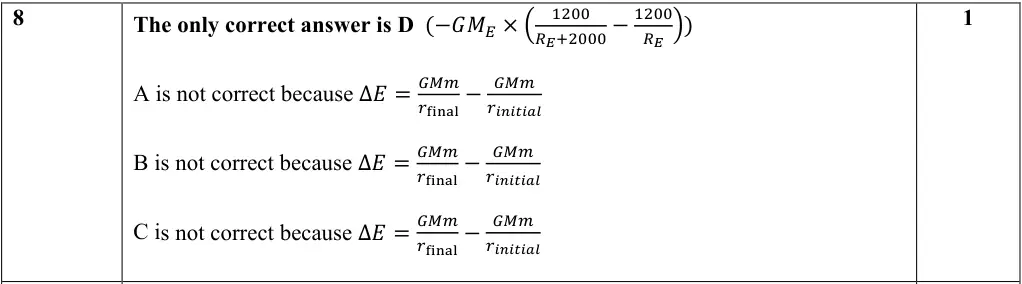 8 The only correct answer is D (−GM_E × (1200/(R_E+2000) − 1200/R_E)) 1
A is not correct because ΔE = GMm/r_final − GMm/r_initial
B is not correct because ΔE = GMm/r_final − GMm/r_initial
C is not correct because ΔE = GMm/r_final − GMm/r_initial